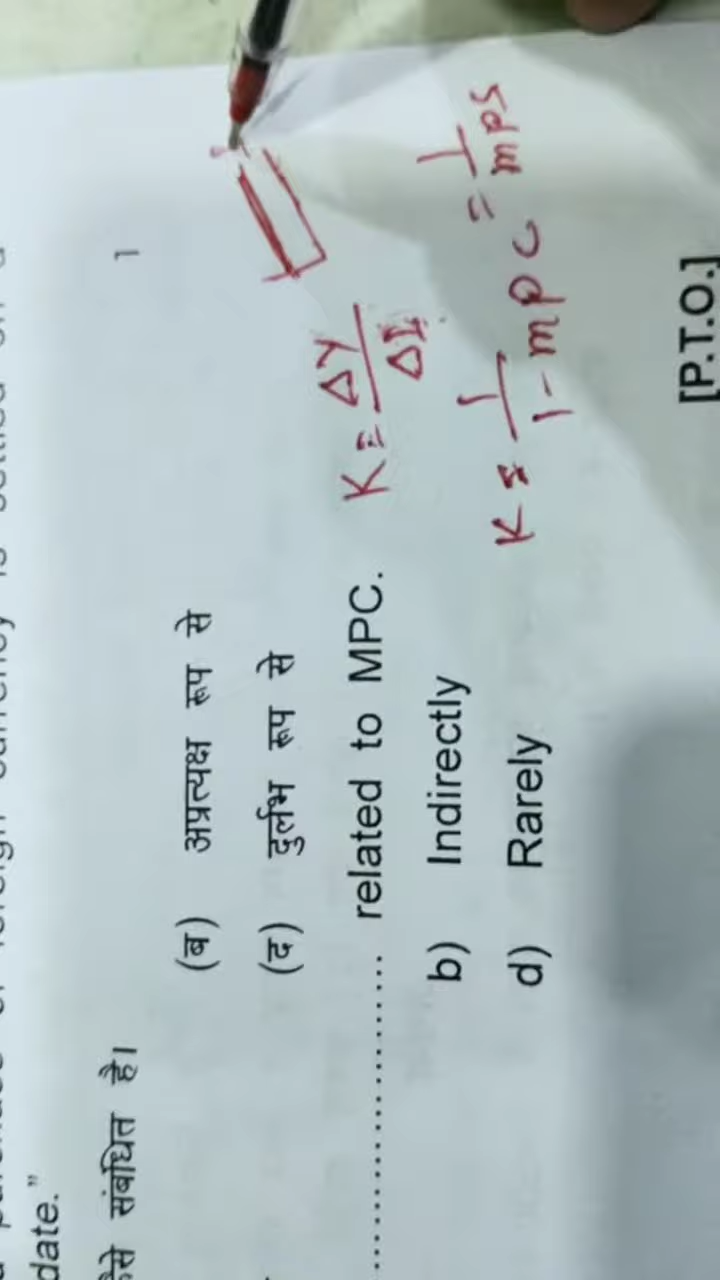 date."
संबंधित है। 1
(ब) अप्रत्यक्ष रूप से
(द) दुर्लभ रूप से
.................... related to MPC.
b) Indirectly
d) Rarely
K = ΔY / ΔI
K = 1 / 1 - mpc = 1 / mps
[P.T.O.]